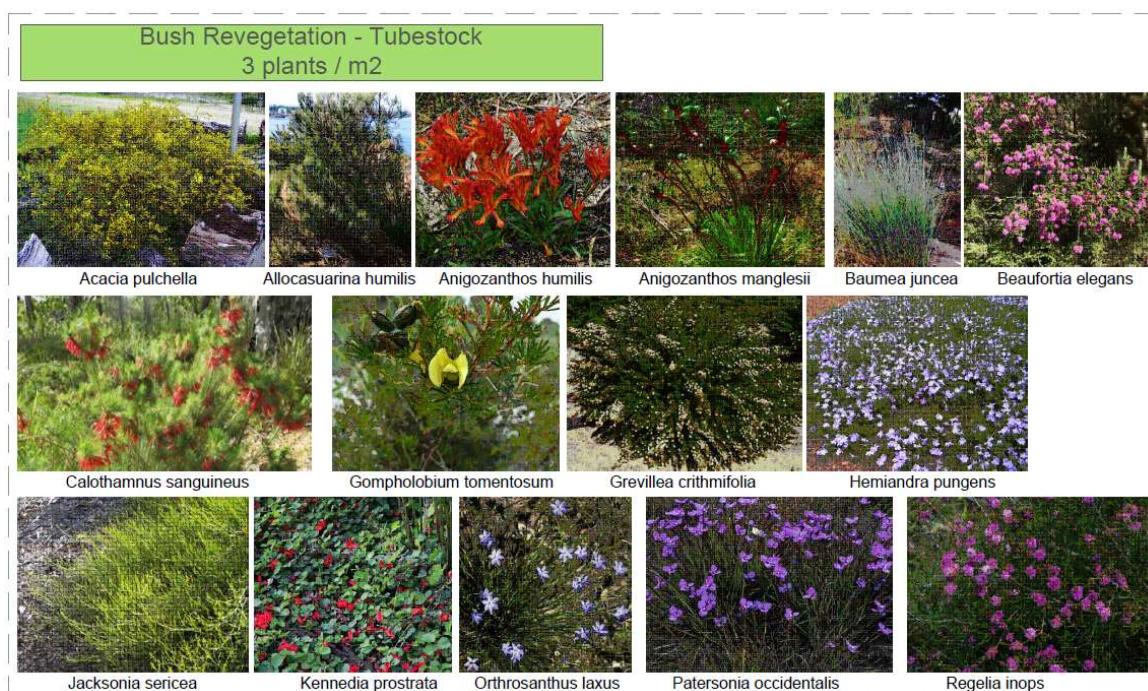 Bush Revegetation - Tubestock
3 plants / m2
Acacia pulchella
Allocasuarina humilis
Anigozanthos humilis
Anigozanthos manglesii
Baumea juncea
Beaufortia elegans
Calothamnus sanguineus
Gompholobium tomentosum
Grevillea crithmifolia
Hemiandra pungens
Jacksonia sericea
Kennedia prostrata
Orthrosanthus laxus
Patersonia occidentalis
Regelia inops